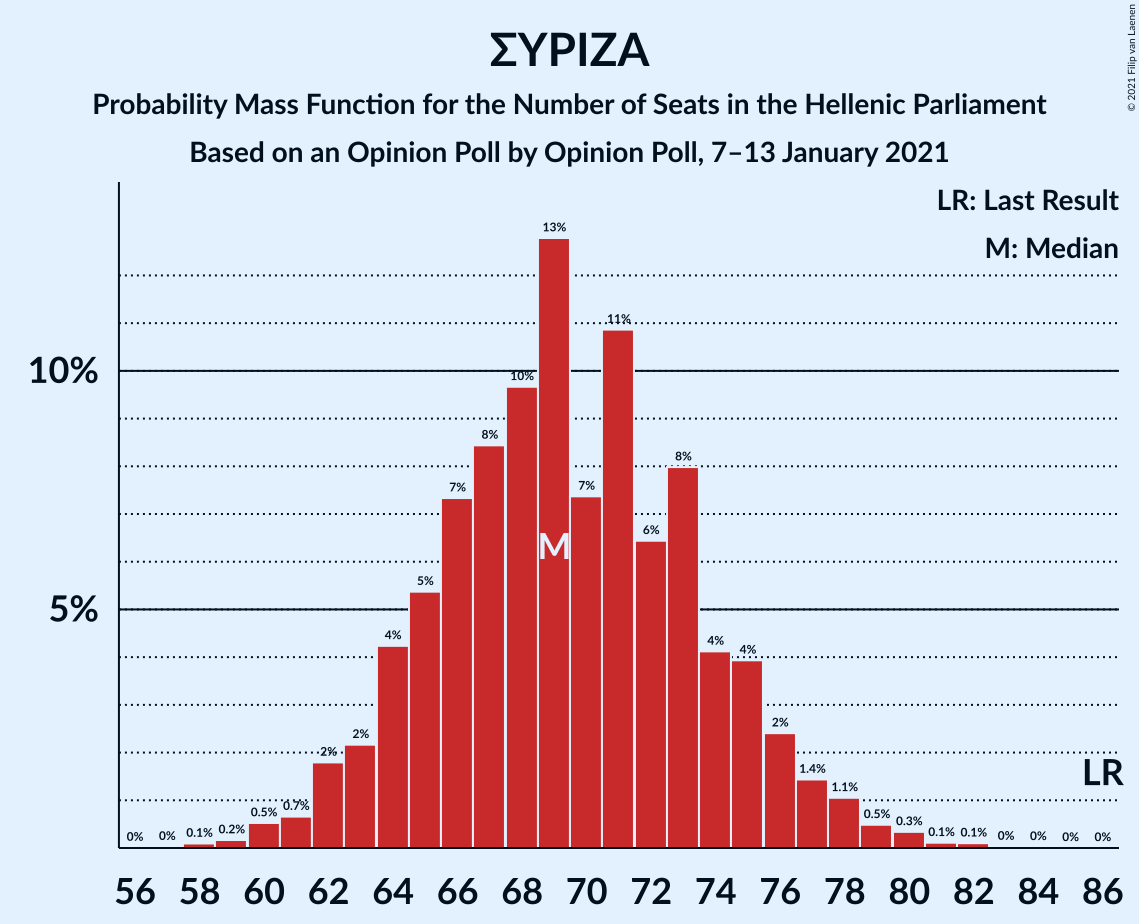 ΣΥΡΙΖΑ
Probability Mass Function for the Number of Seats in the Hellenic Parliament
Based on an Opinion Poll by Opinion Poll, 7–13 January 2021
© 2021 Filip van Laenen
LR: Last Result
M: Median
10%
5%
0% 0% 0.1% 0.2% 0.5% 0.7% 2% 2% 4% 5% 7% 8% 10% 13% 7% 11% 6% 8% 4% 4% 2% 1.4% 1.1% 0.5% 0.3% 0.1% 0.1% 0% 0% 0% 0%
M
LR
56 58 60 62 64 66 68 70 72 74 76 78 80 82 84 86